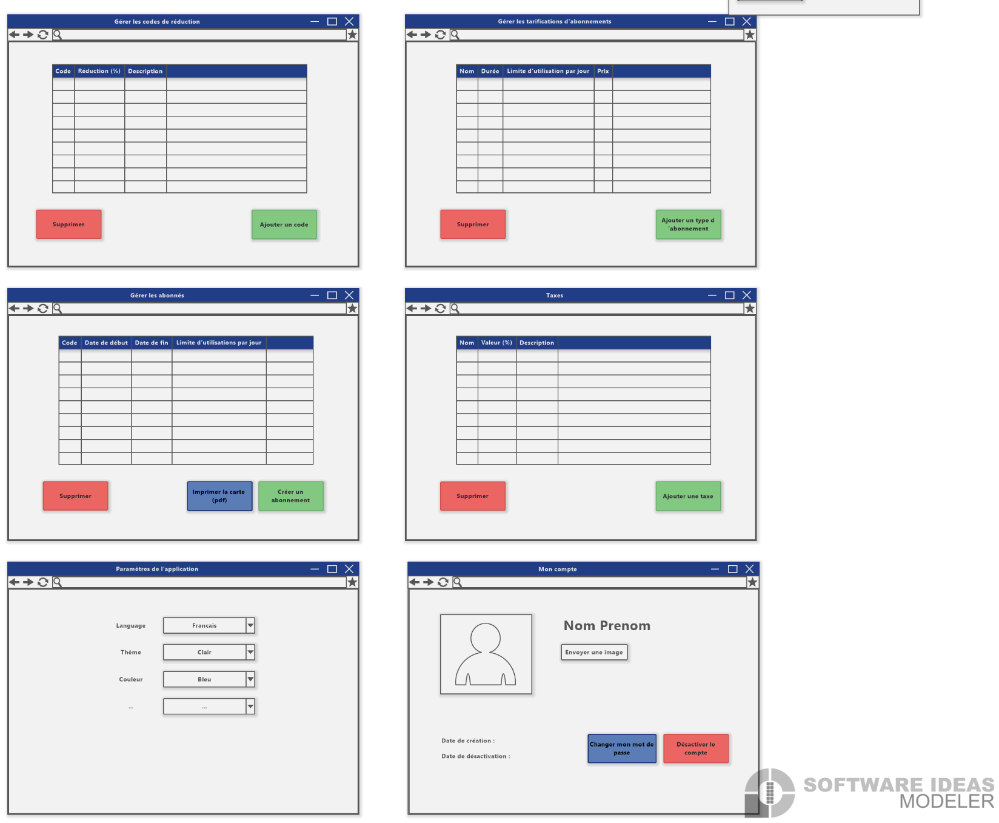 Gérer les codes de réduction
Code Réduction (%) Description
Supprimer
Ajouter un code
Gérer les tarifications d'abonnements
Nom Durée Limite d'utilisation par jour Prix
Supprimer
Ajouter un type d
'abonnement
Gérer les abonnés
Code Date de début Date de fin Limite d'utilisations par jour
Supprimer
Imprimer la carte
(pdf)
Créer un
abonnement
Taxes
Nom Valeur (%) Description
Supprimer
Ajouter une taxe
Paramètres de l'application
Language Francais
Thème Clair
Couleur Bleu
... ...
Mon compte
Nom Prenom
Envoyer une image
Date de création :
Date de désactivation :
Changer mon mot de
passe
Désactiver le
compte
SOFTWARE IDEAS
MODELER